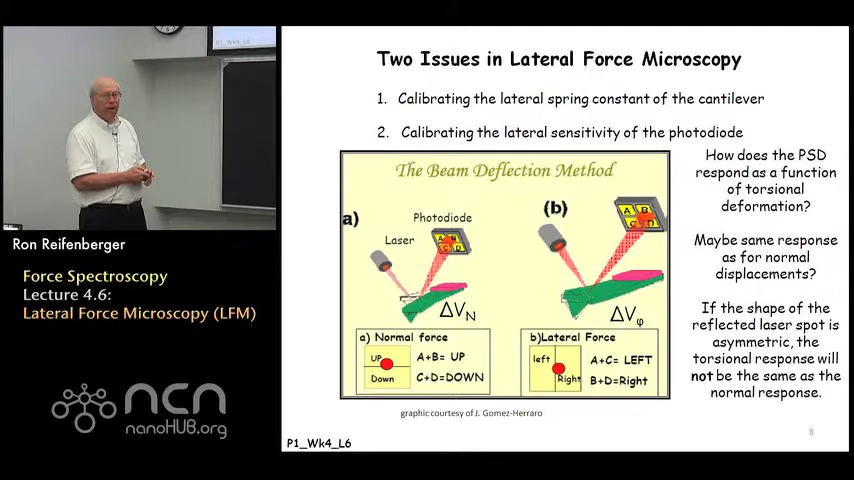 P1_Wk4_L6
Two Issues in Lateral Force Microscopy
1. Calibrating the lateral spring constant of the cantilever
2. Calibrating the lateral sensitivity of the photodiode
The Beam Deflection Method
a)
Photodiode
Laser
A B
C D
ΔVN
(b)
A B
C D
ΔVφ
a) Normal force
UP
Down
A+B= UP
C+D=DOWN
b)Lateral Force
left
Right
A+C= LEFT
B+D=Right
graphic courtesy of J. Gomez-Herraro
How does the PSD
respond as a function
of torsional
deformation?
Maybe same response
as for normal
displacements?
If the shape of the
reflected laser spot is
asymmetric, the
torsional response will
not be the same as the
normal response.
8
P1_Wk4_L6
Ron Reifenberger
Force Spectroscopy
Lecture 4.6:
Lateral Force Microscopy (LFM)
ncn
nanoHUB.org